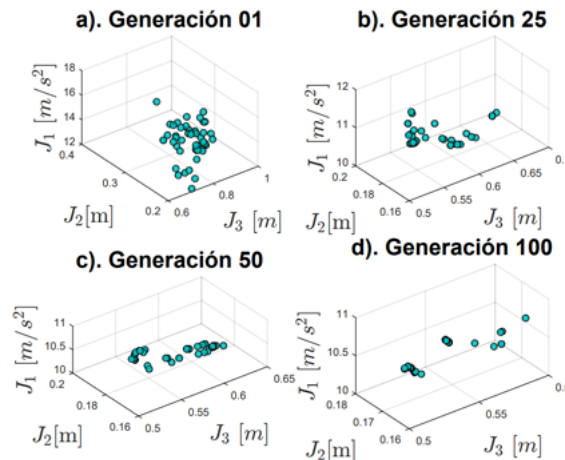 a). Generación 01
18
16
14
12
0.4
0.3
0.2
0.6
0.8
1
J₁ [m/s²]
J₂[m]
J₃ [m]
b). Generación 25
12
11
10
0.2
0.18
0.16
0.5
0.55
0.6
0.65
J₁ [m/s²]
J₂[m]
J₃ [m]
c). Generación 50
11
10.5
10
0.2
0.18
0.16
0.5
0.55
0.6
0.65
J₁ [m/s²]
J₂[m]
J₃ [m]
d). Generación 100
11
10.5
10
0.18
0.17
0.16
0.5
0.55
J₁ [m/s²]
J₂[m]
J₃ [m]